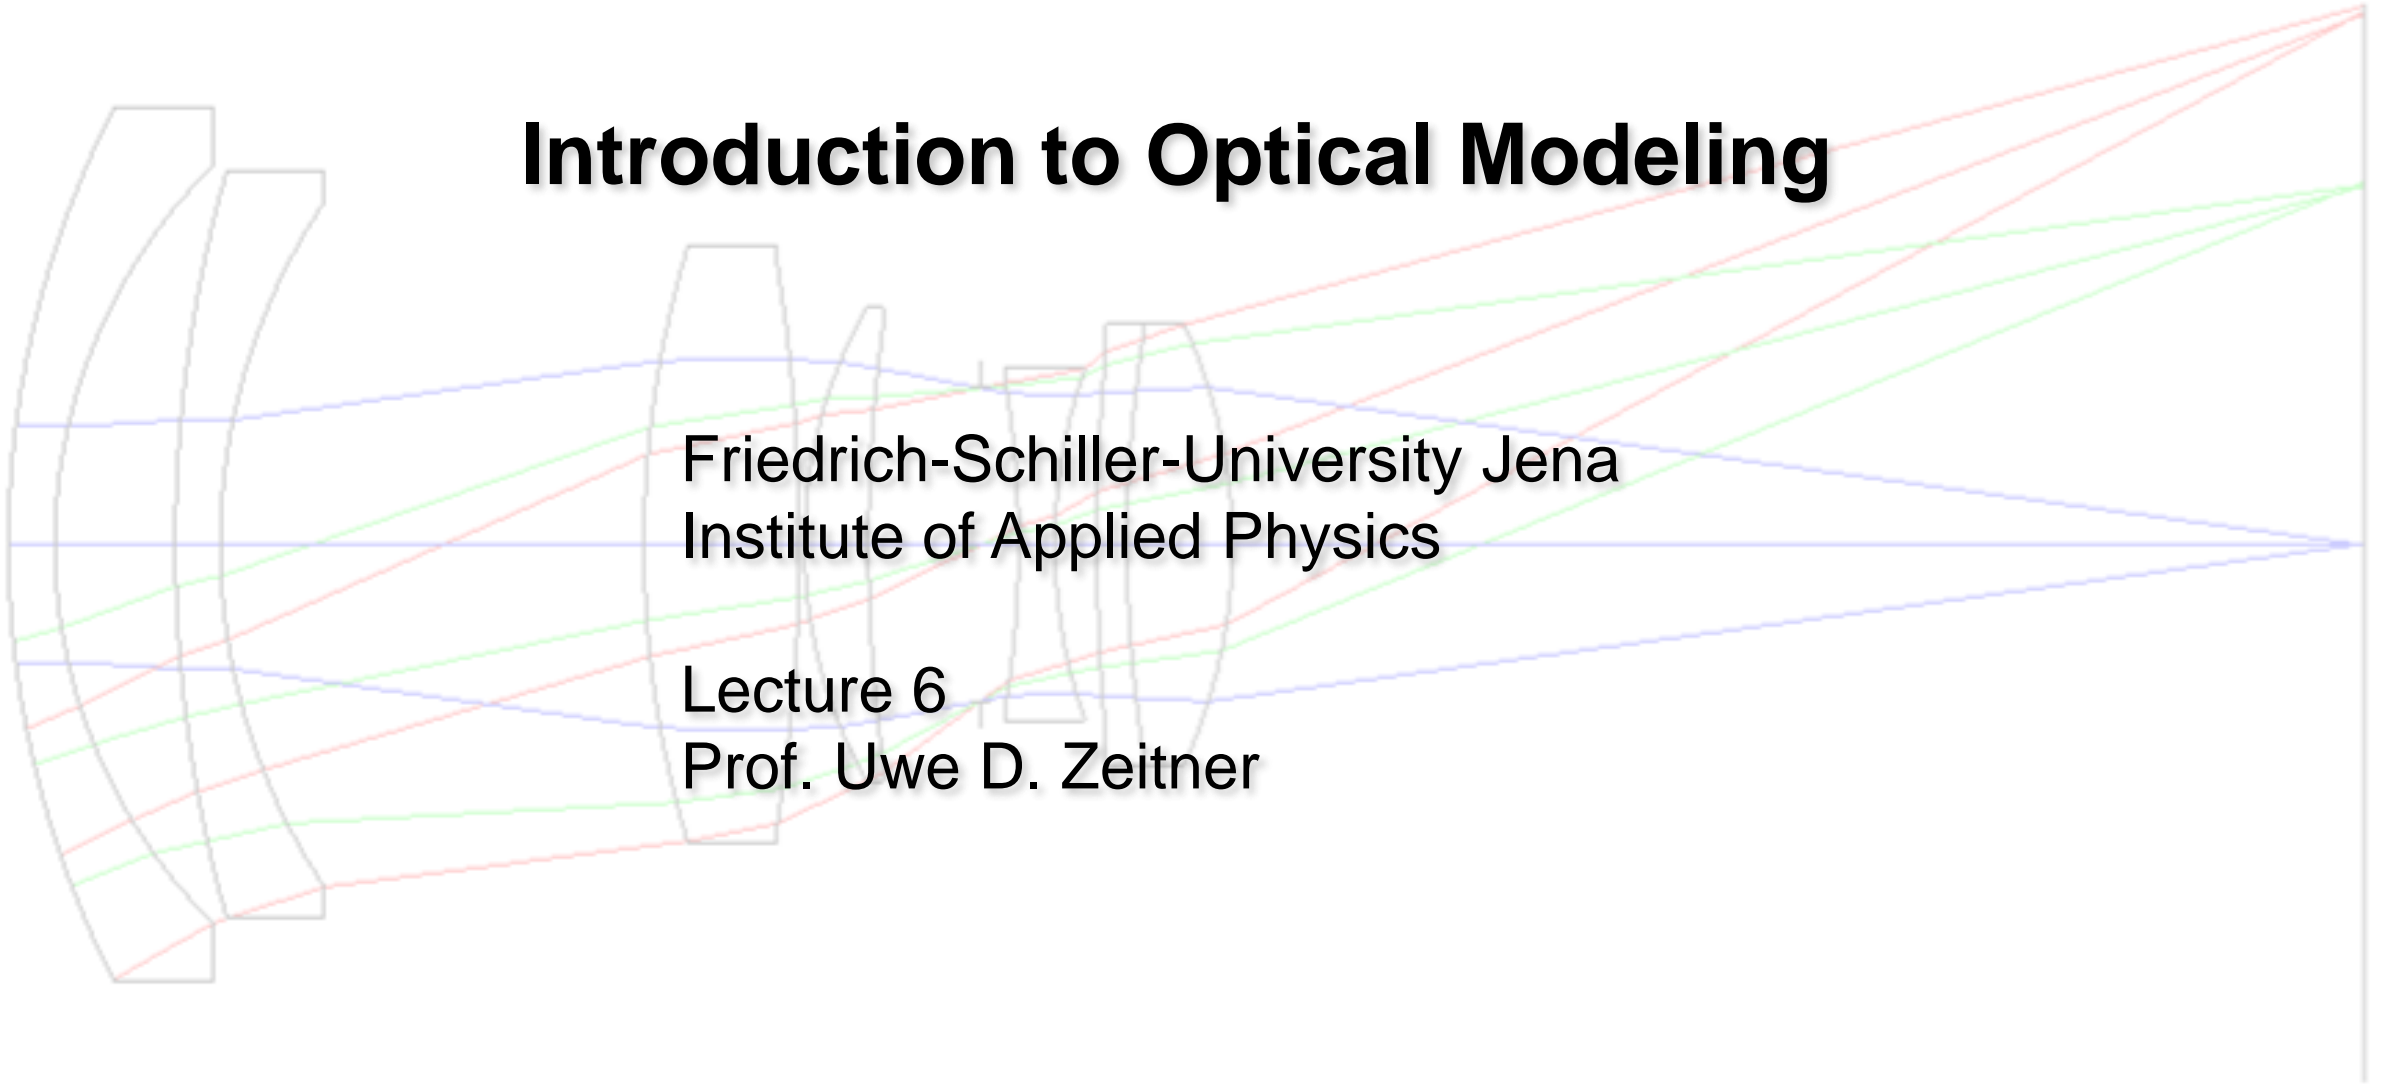 Introduction to Optical Modeling
Friedrich-Schiller-University Jena
Institute of Applied Physics
Lecture 6
Prof. Uwe D. Zeitner